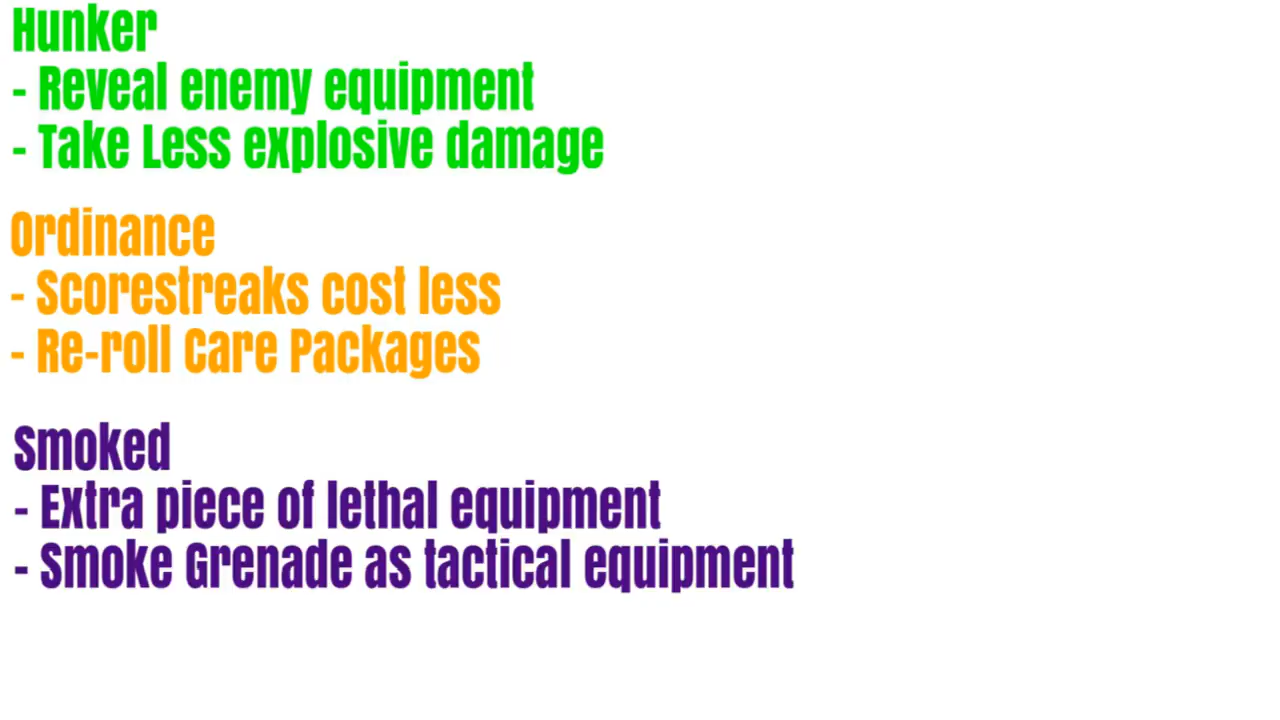 Hunker
- Reveal enemy equipment
- Take Less explosive damage
Ordinance
- Scorestreaks cost less
- Re-roll Care Packages
Smoked
- Extra piece of lethal equipment
- Smoke Grenade as tactical equipment